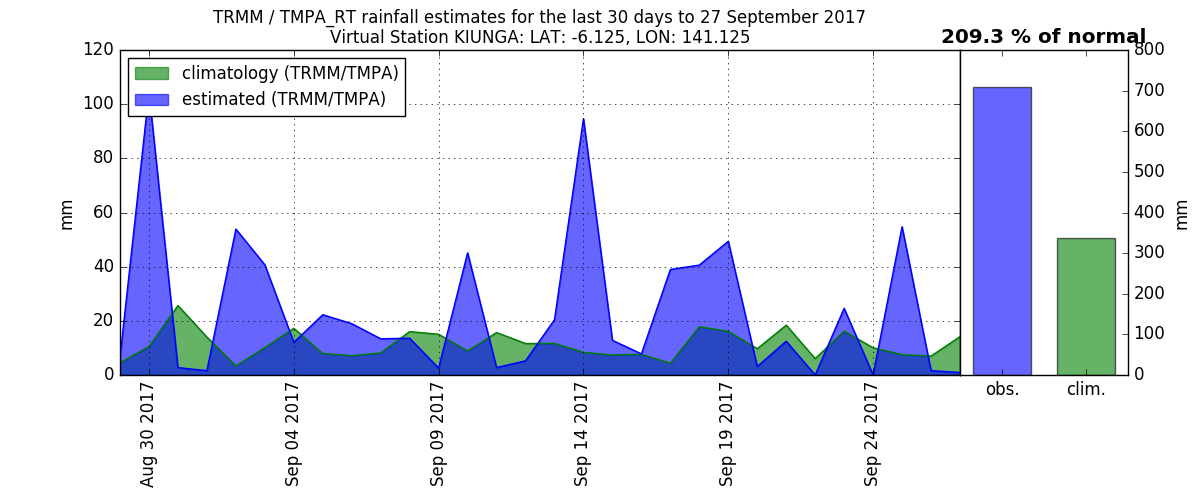 TRMM / TMPA_RT rainfall estimates for the last 30 days to 27 September 2017
Virtual Station KIUNGA: LAT: -6.125, LON: 141.125
209.3 % of normal
climatology (TRMM/TMPA)
estimated (TRMM/TMPA)
120
100
80
60
40
20
0
mm
Aug 30 2017
Sep 04 2017
Sep 09 2017
Sep 14 2017
Sep 19 2017
Sep 24 2017
800
700
600
500
400
300
200
100
0
mm
obs.
clim.